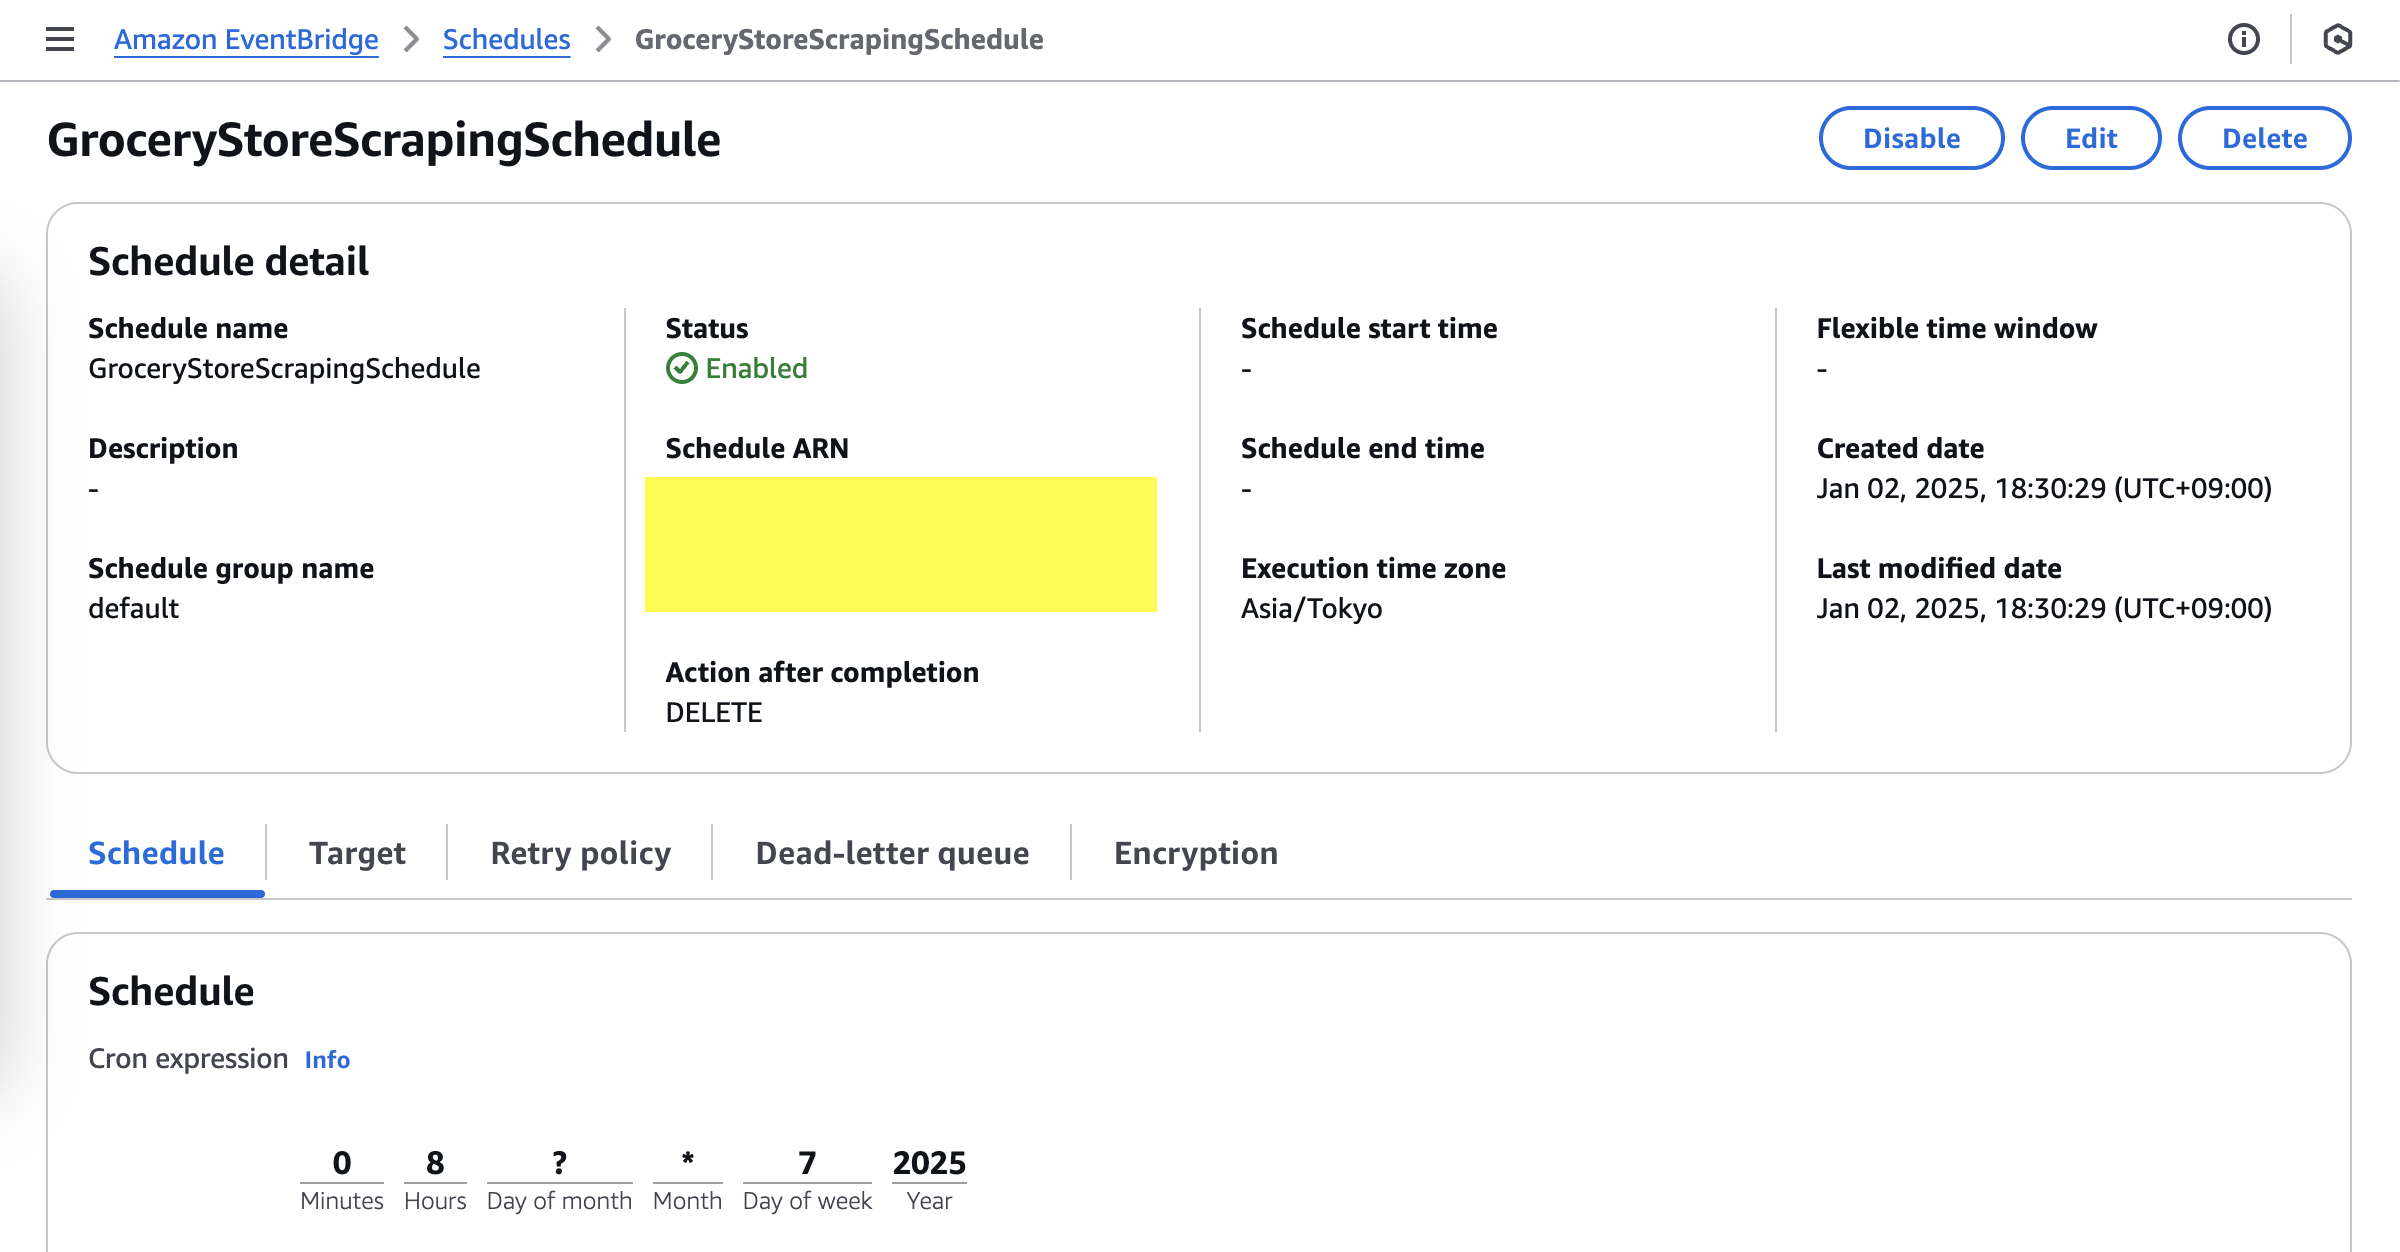 Amazon EventBridge > Schedules > GroceryStoreScrapingSchedule
GroceryStoreScrapingSchedule
Disable Edit Delete
Schedule detail
Schedule name
GroceryStoreScrapingSchedule
Description
-
Schedule group name
default
Status
Enabled
Schedule ARN
Action after completion
DELETE
Schedule start time
-
Schedule end time
-
Execution time zone
Asia/Tokyo
Flexible time window
-
Created date
Jan 02, 2025, 18:30:29 (UTC+09:00)
Last modified date
Jan 02, 2025, 18:30:29 (UTC+09:00)
Schedule Target Retry policy Dead-letter queue Encryption
Schedule
Cron expression Info
0 8 ? * 7 2025
Minutes Hours Day of month Month Day of week Year